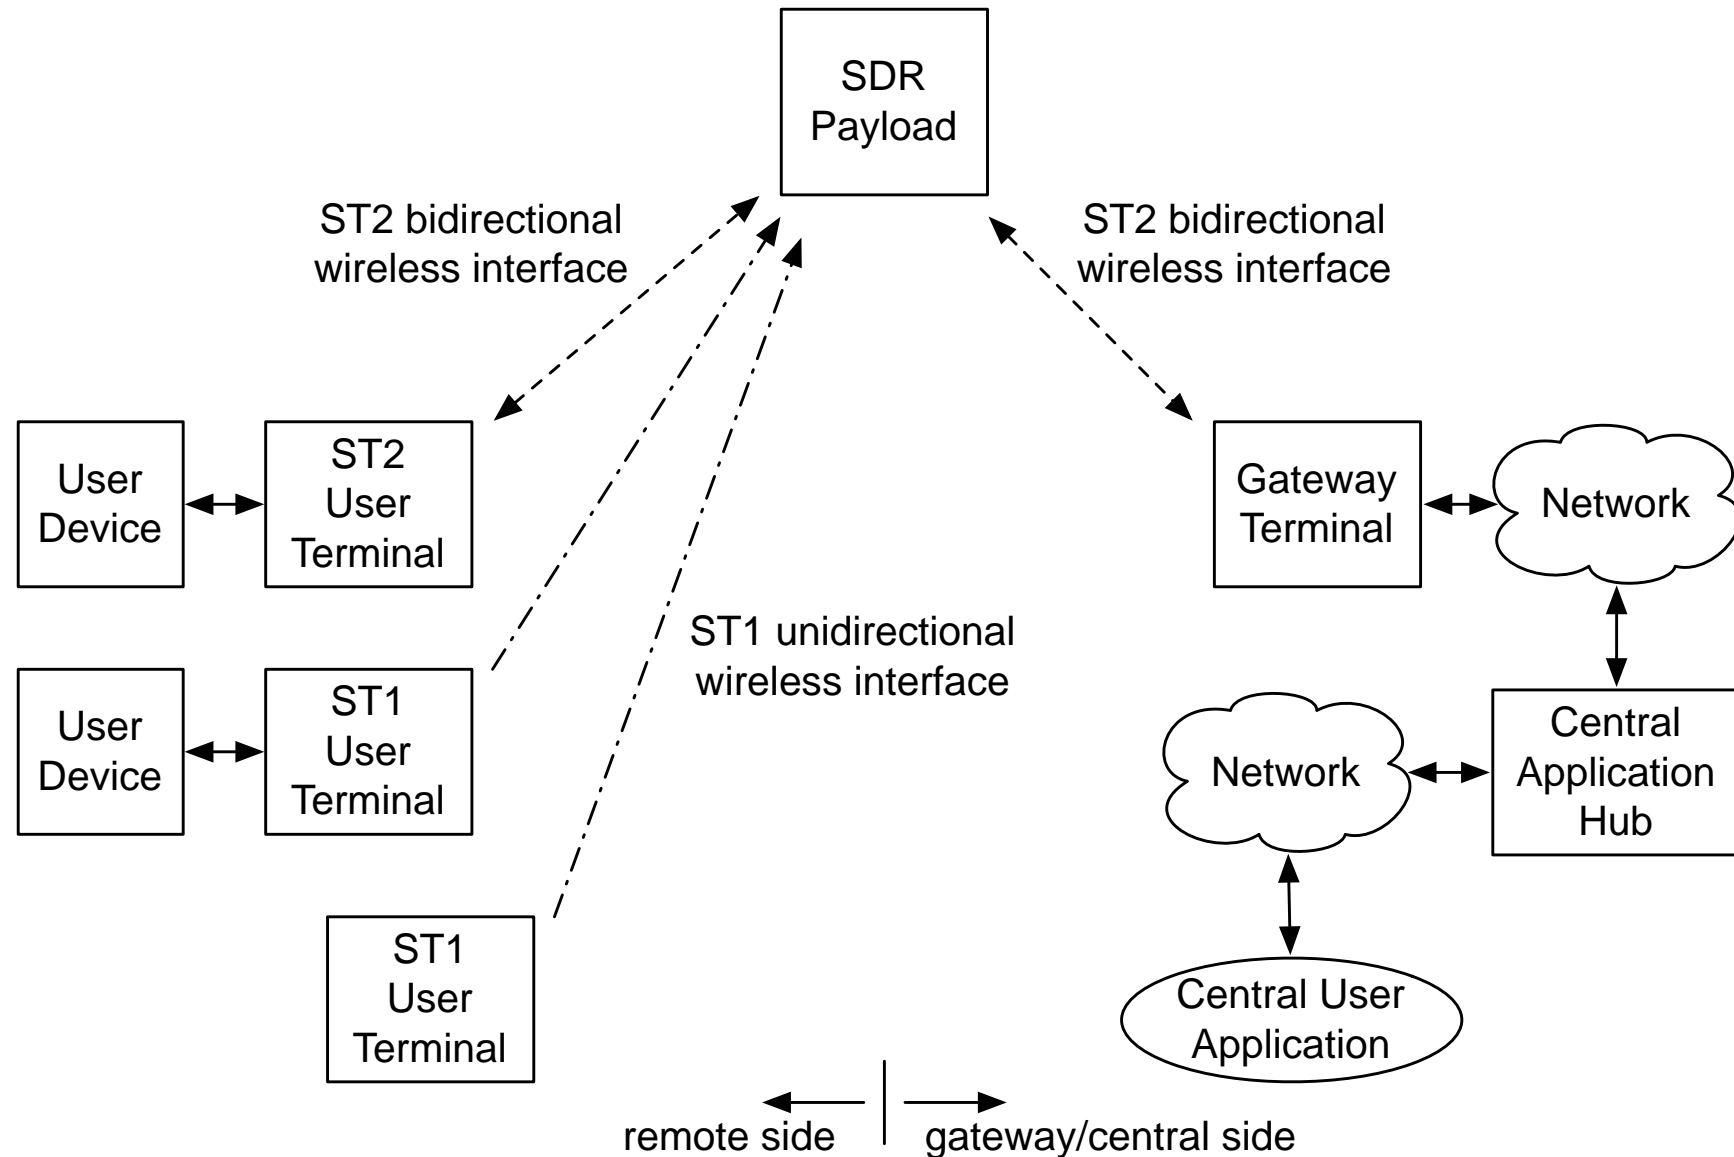 SDR
Payload
ST2 bidirectional
wireless interface
ST2 bidirectional
wireless interface
User
Device
ST2
User
Terminal
Gateway
Terminal
Network
ST1 unidirectional
wireless interface
User
Device
ST1
User
Terminal
Network
Central
Application
Hub
ST1
User
Terminal
Central User
Application
remote side
gateway/central side